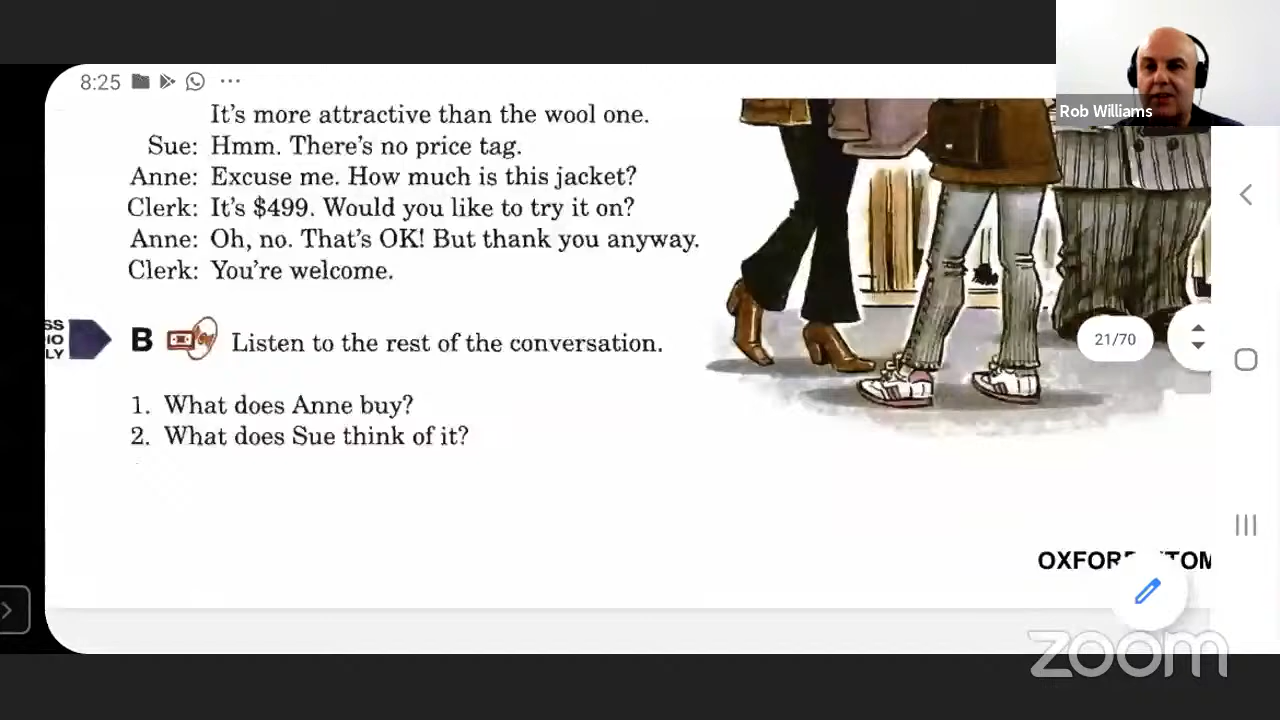 8:25
Rob Williams
It's more attractive than the wool one.
Sue: Hmm. There's no price tag.
Anne: Excuse me. How much is this jacket?
Clerk: It's $499. Would you like to try it on?
Anne: Oh, no. That's OK! But thank you anyway.
Clerk: You're welcome.
B Listen to the rest of the conversation.
21/70
1. What does Anne buy?
2. What does Sue think of it?
zoom